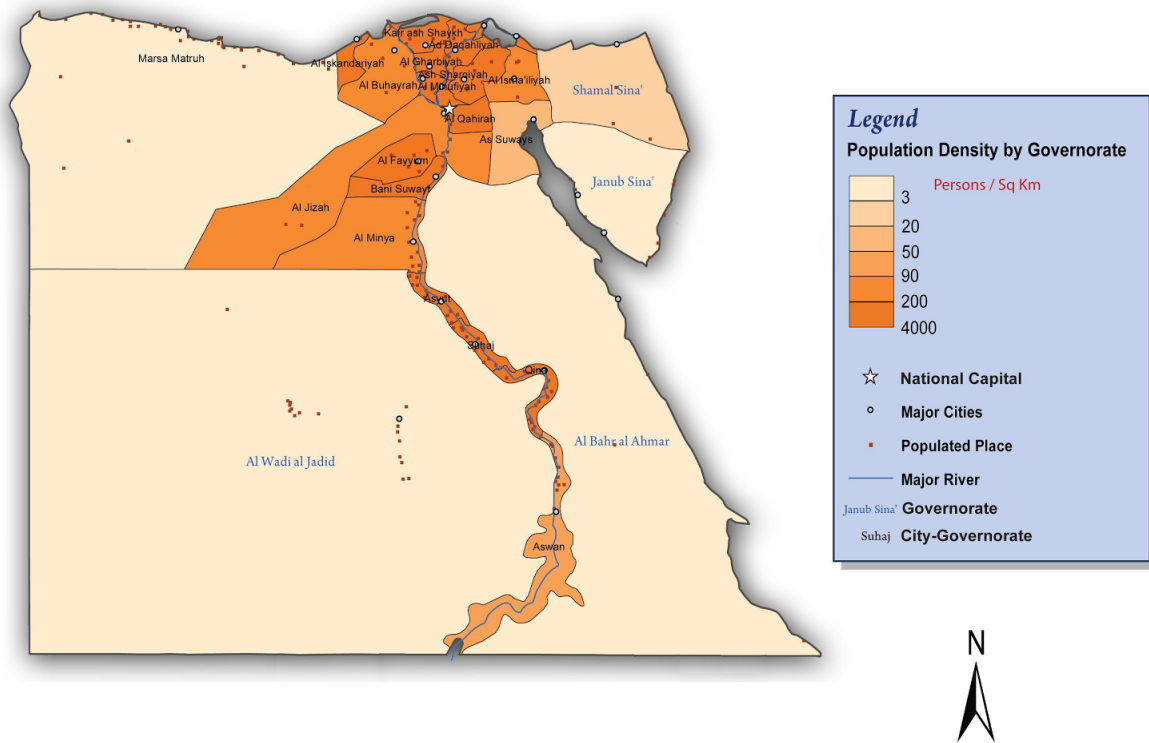 Kafr ash Shaykh
Ad Daqahliyah
Marsa Matruh
Al Iskandariyah
Al Gharbiyah
Ash Sharqiyah
Al Isma'iliyah
Al Buhayrah
Al Minufiyah
Shamal Sina'
Al Qahirah
As Suways
Al Fayyum
Janub Sina'
Bani Suwayf
Al Jizah
Al Minya
Asyut
Suhaj
Qina
Al Bahr al Ahmar
Al Wadi al Jadid
Aswan
Legend
Population Density by Governorate
Persons / Sq Km
3
20
50
90
200
4000
National Capital
Major Cities
Populated Place
Major River
Janub Sina' Governorate
Suhaj City-Governorate
N